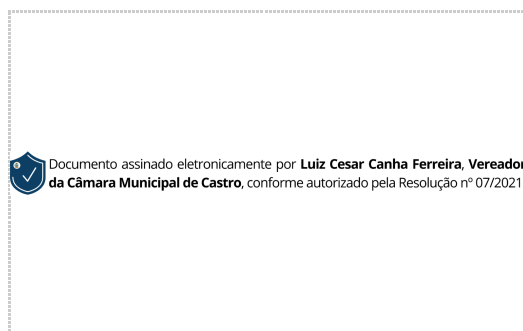 Documento assinado eletronicamente por Luiz Cesar Canha Ferreira, Vereador
da Câmara Municipal de Castro, conforme autorizado pela Resolução nº 07/2021